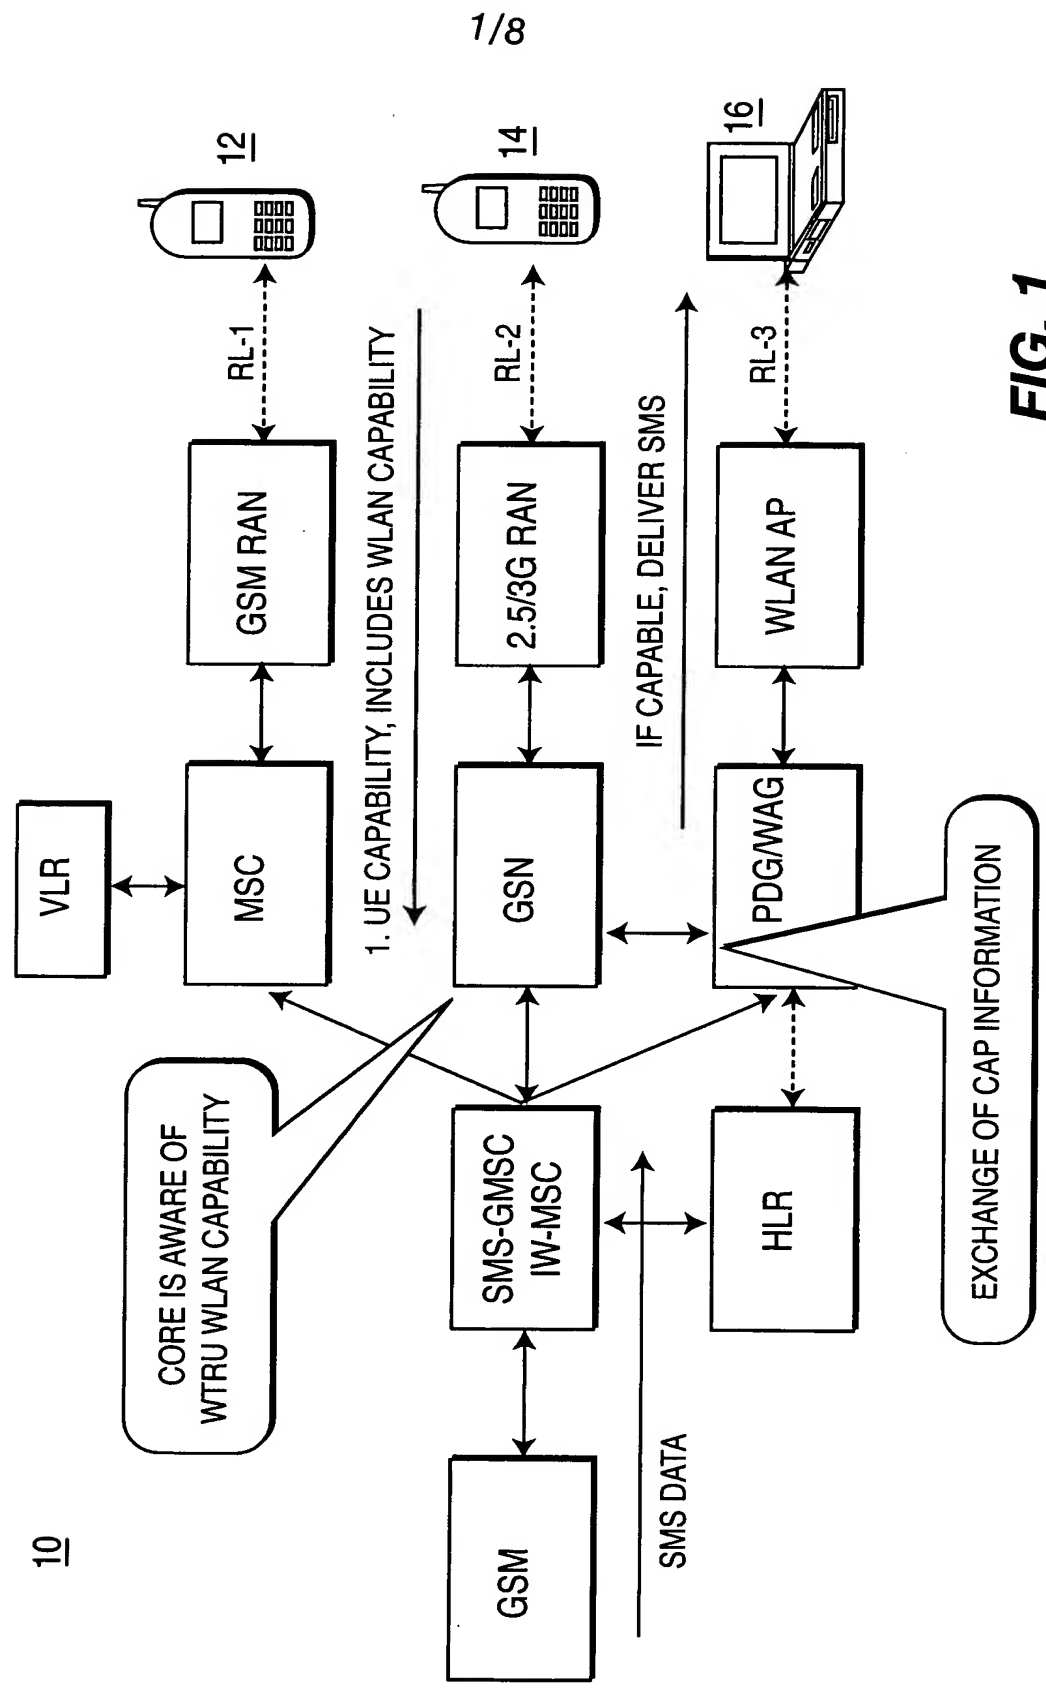 1/8
10
VLR
MSC
GSM RAN
RL-1
12
CORE IS AWARE OF
WTRU WLAN CAPABILITY
1. UE CAPABILITY, INCLUDES WLAN CAPABILITY
GSM
SMS-GMSC
IW-MSC
GSN
2.5/3G RAN
RL-2
14
SMS DATA
IF CAPABLE, DELIVER SMS
HLR
PDG/WAG
WLAN AP
RL-3
16
EXCHANGE OF CAP INFORMATION
FIG. 1